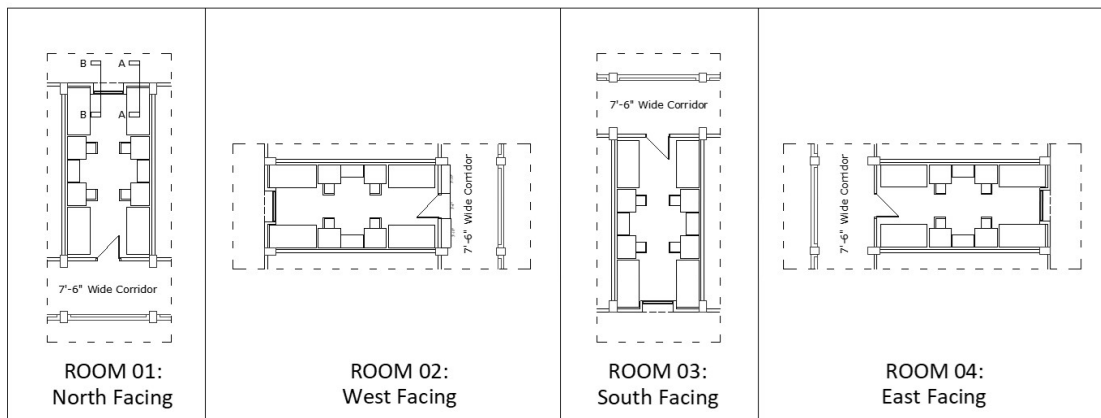 B A
B A
7'-6" Wide Corridor
ROOM 01:
North Facing
7'-6" Wide Corridor
ROOM 02:
West Facing
7'-6" Wide Corridor
ROOM 03:
South Facing
7'-6" Wide Corridor
ROOM 04:
East Facing